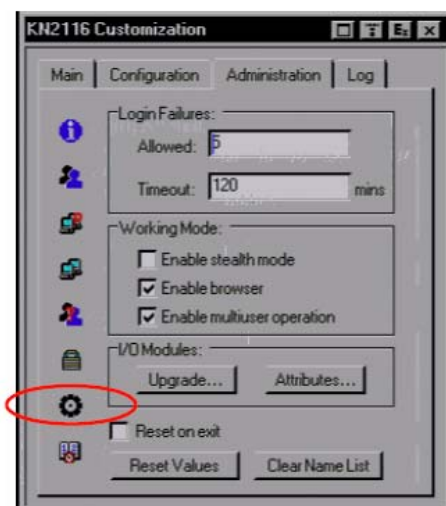 KN2116 Customization
Main Configuration Administration Log
Login Failures:
Allowed: 5
Timeout: 120 mins
Working Mode:
Enable stealth mode
Enable browser
Enable multiuser operation
I/O Modules:
Upgrade... Attributes...
Reset on exit
Reset Values Clear Name List